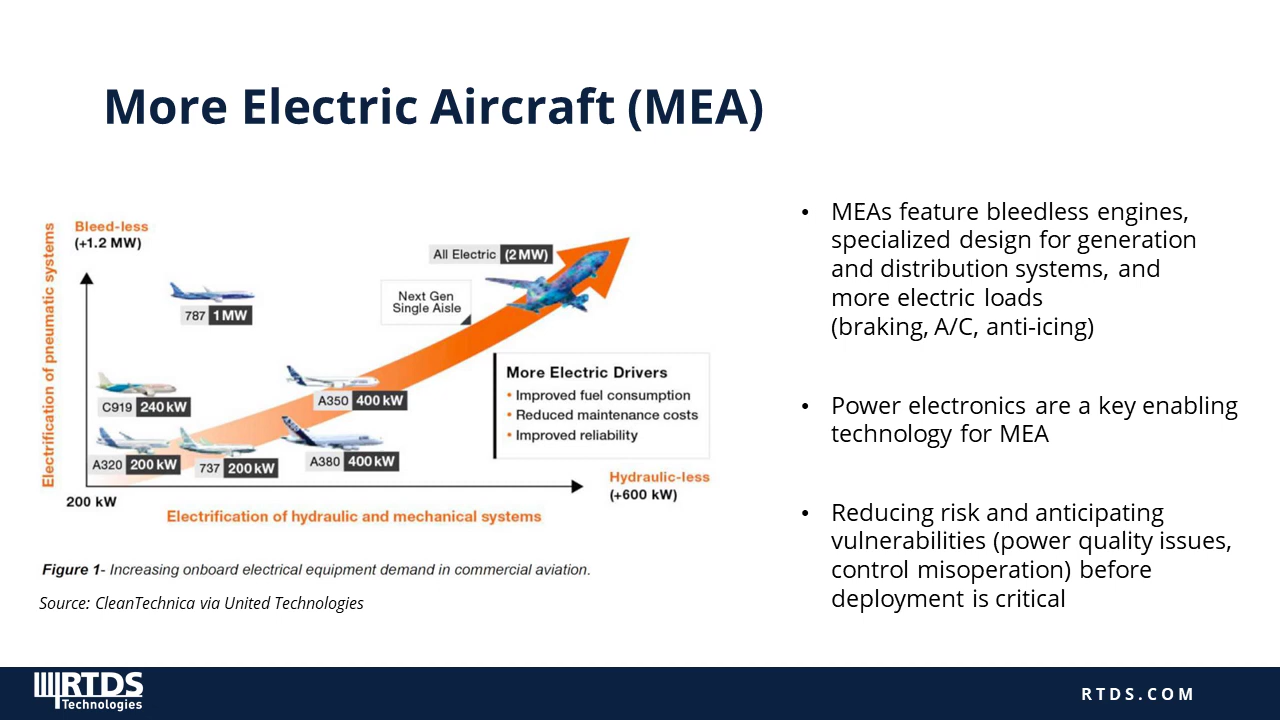 More Electric Aircraft (MEA)
Electrification of pneumatic systems
Bleed-less
(+1.2 MW)
787 1 MW
All Electric (2 MW)
Next Gen
Single Aisle
C919 240 kW
A350 400 kW
A320 200 kW
737 200 kW
A380 400 kW
More Electric Drivers
• Improved fuel consumption
• Reduced maintenance costs
• Improved reliability
200 kW
Hydraulic-less
(+600 kW)
Electrification of hydraulic and mechanical systems
Figure 1- Increasing onboard electrical equipment demand in commercial aviation.
Source: CleanTechnica via United Technologies
• MEAs feature bleedless engines,
specialized design for generation
and distribution systems, and
more electric loads
(braking, A/C, anti-icing)
• Power electronics are a key enabling
technology for MEA
• Reducing risk and anticipating
vulnerabilities (power quality issues,
control misoperation) before
deployment is critical
RTDS
Technologies
RTDS.COM